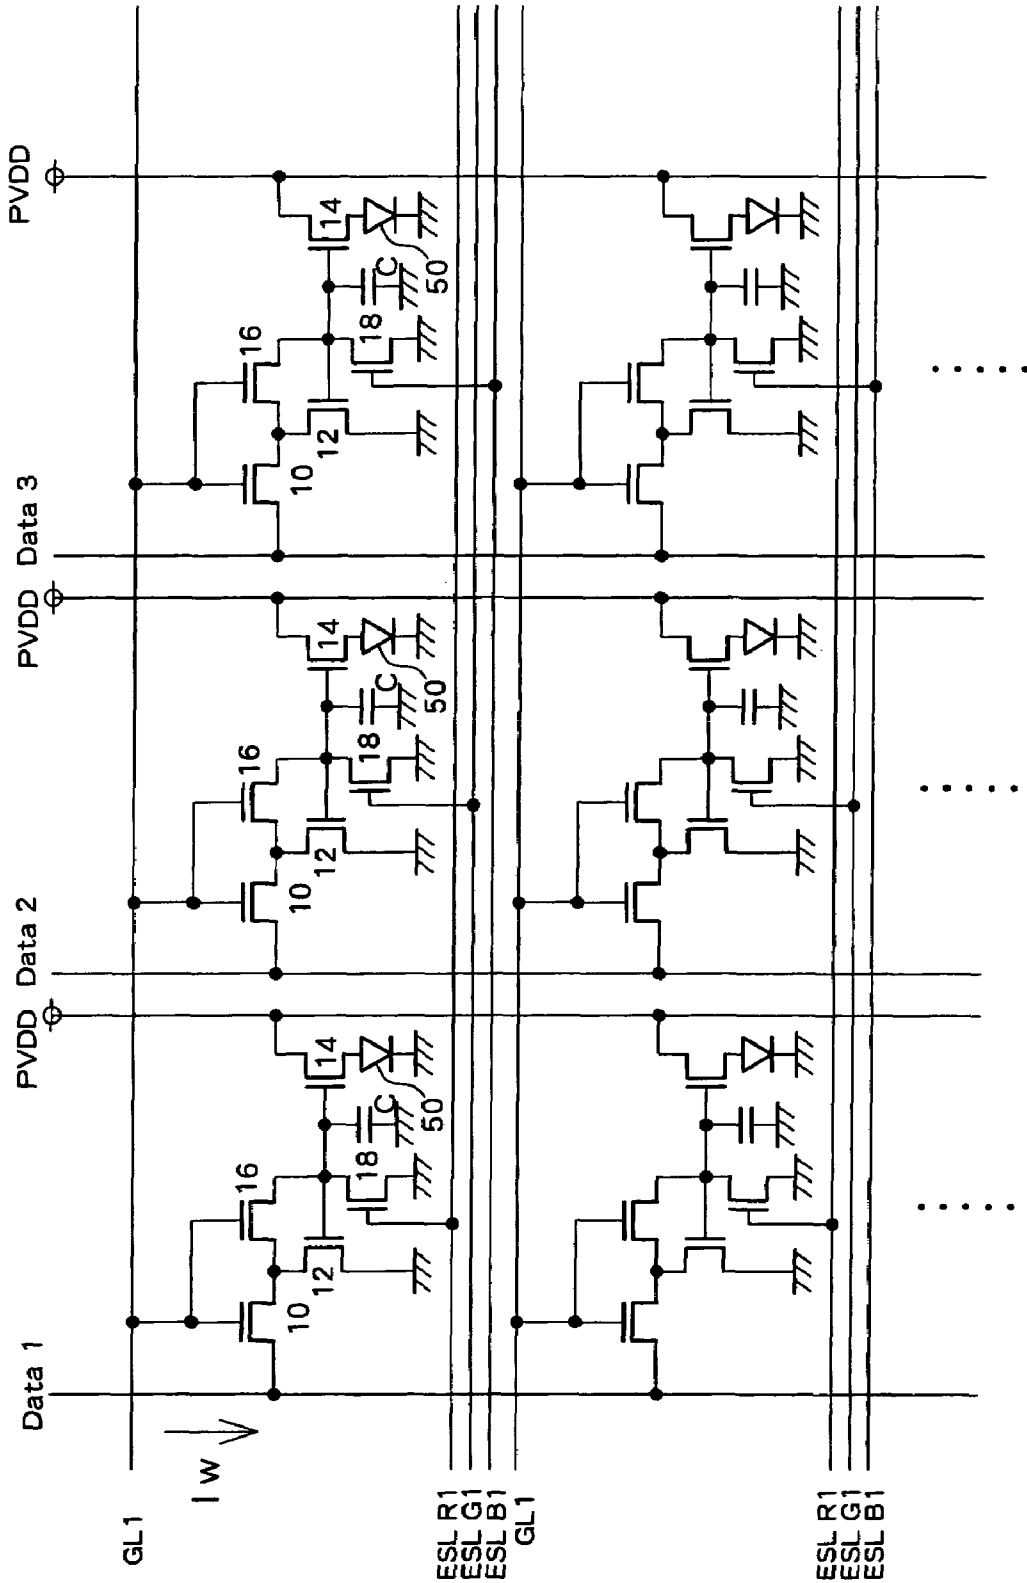 Data 1 PVDD Data 2 PVDD Data 3 PVDD
GL1
Iw
16 16 16
10 10 10
12 14 12 14 12 14
18 C 18 C 18 C
50 50 50
ESL R1
ESL G1
ESL B1
GL1
ESL R1
ESL G1
ESL B1